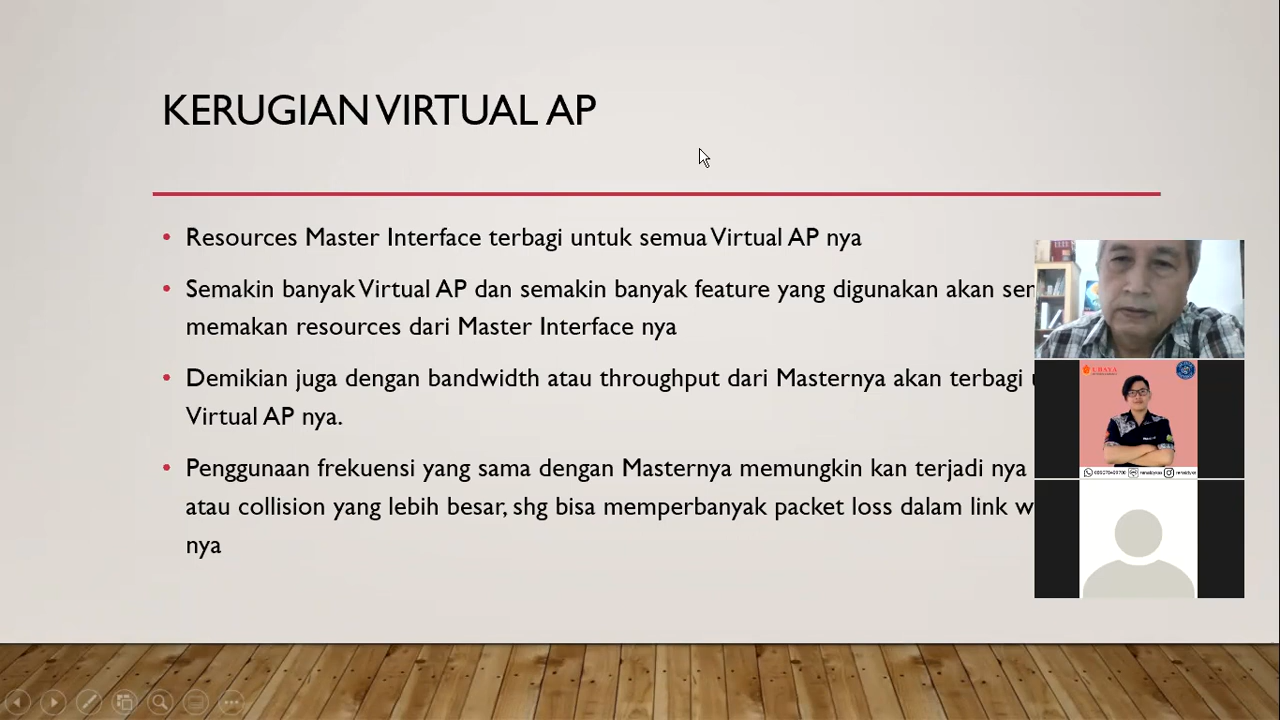 KERUGIAN VIRTUAL AP
Resources Master Interface terbagi untuk semua Virtual AP nya
Semakin banyak Virtual AP dan semakin banyak feature yang digunakan akan
memakan resources dari Master Interface nya
Demikian juga dengan bandwidth atau throughput dari Masternya akan terbagi
Virtual AP nya.
Penggunaan frekuensi yang sama dengan Masternya memungkin kan terjadi nya
atau collision yang lebih besar, shg bisa memperbanyak packet loss dalam link
nya
UBAYA